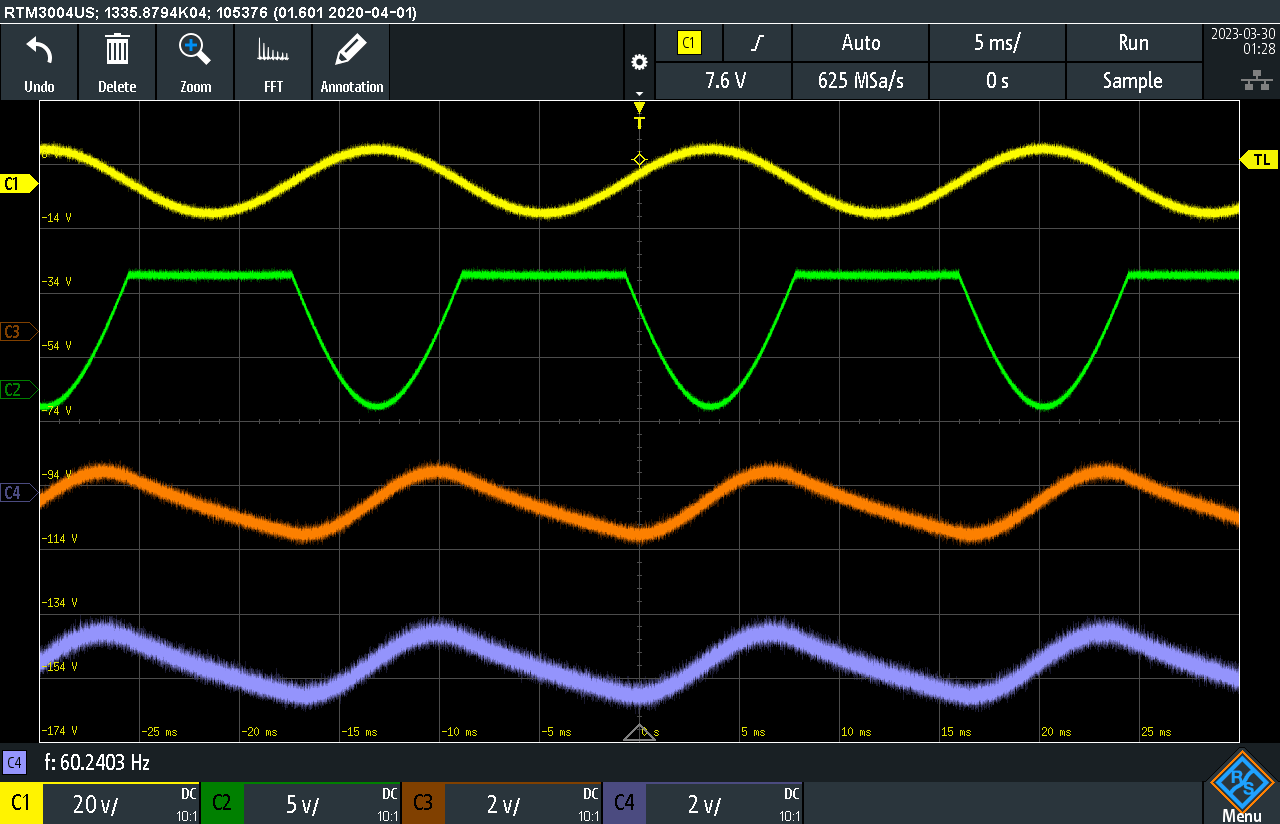 RTM3004US; 1335.8794K04; 105376 (01.601 2020-04-01)
Undo Delete Zoom FFT Annotation
C1 Auto 5 ms/ Run 2023-03-30
01:28
7.6 V 625 MSa/s 0 s Sample
T
TL
C1
-14 V
-34 V
C3
-54 V
C2
-74 V
-94 V
C4
-114 V
-134 V
-154 V
-174 V -25 ms -20 ms -15 ms -10 ms -5 ms 0 s 5 ms 10 ms 15 ms 20 ms 25 ms
C4 f: 60.2403 Hz
C1 20 V/ DC 10:1 C2 5 V/ DC 10:1 C3 2 V/ DC 10:1 C4 2 V/ DC 10:1
R S
Menu